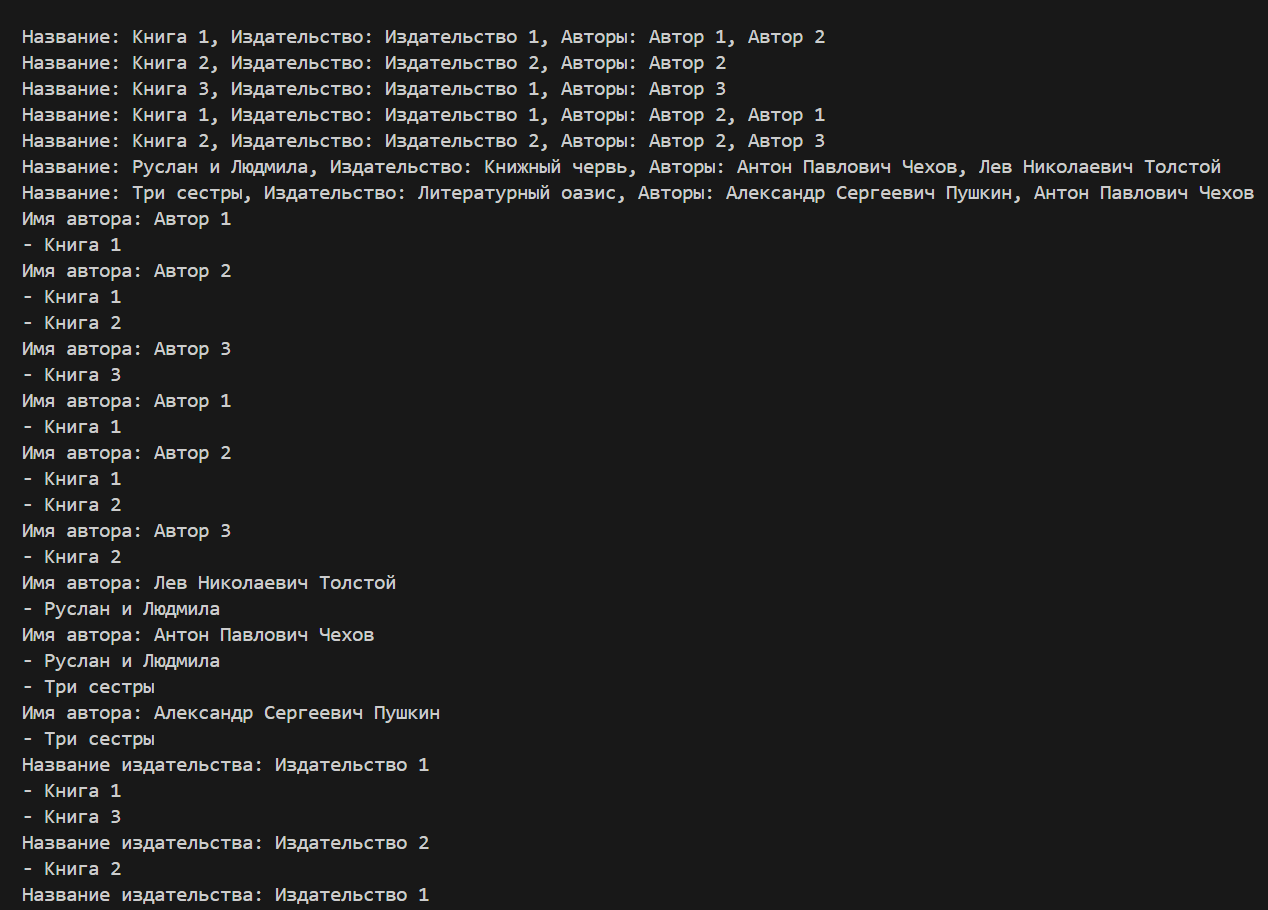 Название: Книга 1, Издательство: Издательство 1, Авторы: Автор 1, Автор 2
Название: Книга 2, Издательство: Издательство 2, Авторы: Автор 2
Название: Книга 3, Издательство: Издательство 1, Авторы: Автор 3
Название: Книга 1, Издательство: Издательство 1, Авторы: Автор 2, Автор 1
Название: Книга 2, Издательство: Издательство 2, Авторы: Автор 2, Автор 3
Название: Руслан и Людмила, Издательство: Книжный червь, Авторы: Антон Павлович Чехов, Лев Николаевич Толстой
Название: Три сестры, Издательство: Литературный оазис, Авторы: Александр Сергеевич Пушкин, Антон Павлович Чехов
Имя автора: Автор 1
- Книга 1
Имя автора: Автор 2
- Книга 1
- Книга 2
Имя автора: Автор 3
- Книга 3
Имя автора: Автор 1
- Книга 1
Имя автора: Автор 2
- Книга 1
- Книга 2
Имя автора: Автор 3
- Книга 2
Имя автора: Лев Николаевич Толстой
- Руслан и Людмила
Имя автора: Антон Павлович Чехов
- Руслан и Людмила
- Три сестры
Имя автора: Александр Сергеевич Пушкин
- Три сестры
Название издательства: Издательство 1
- Книга 1
- Книга 3
Название издательства: Издательство 2
- Книга 2
Название издательства: Издательство 1